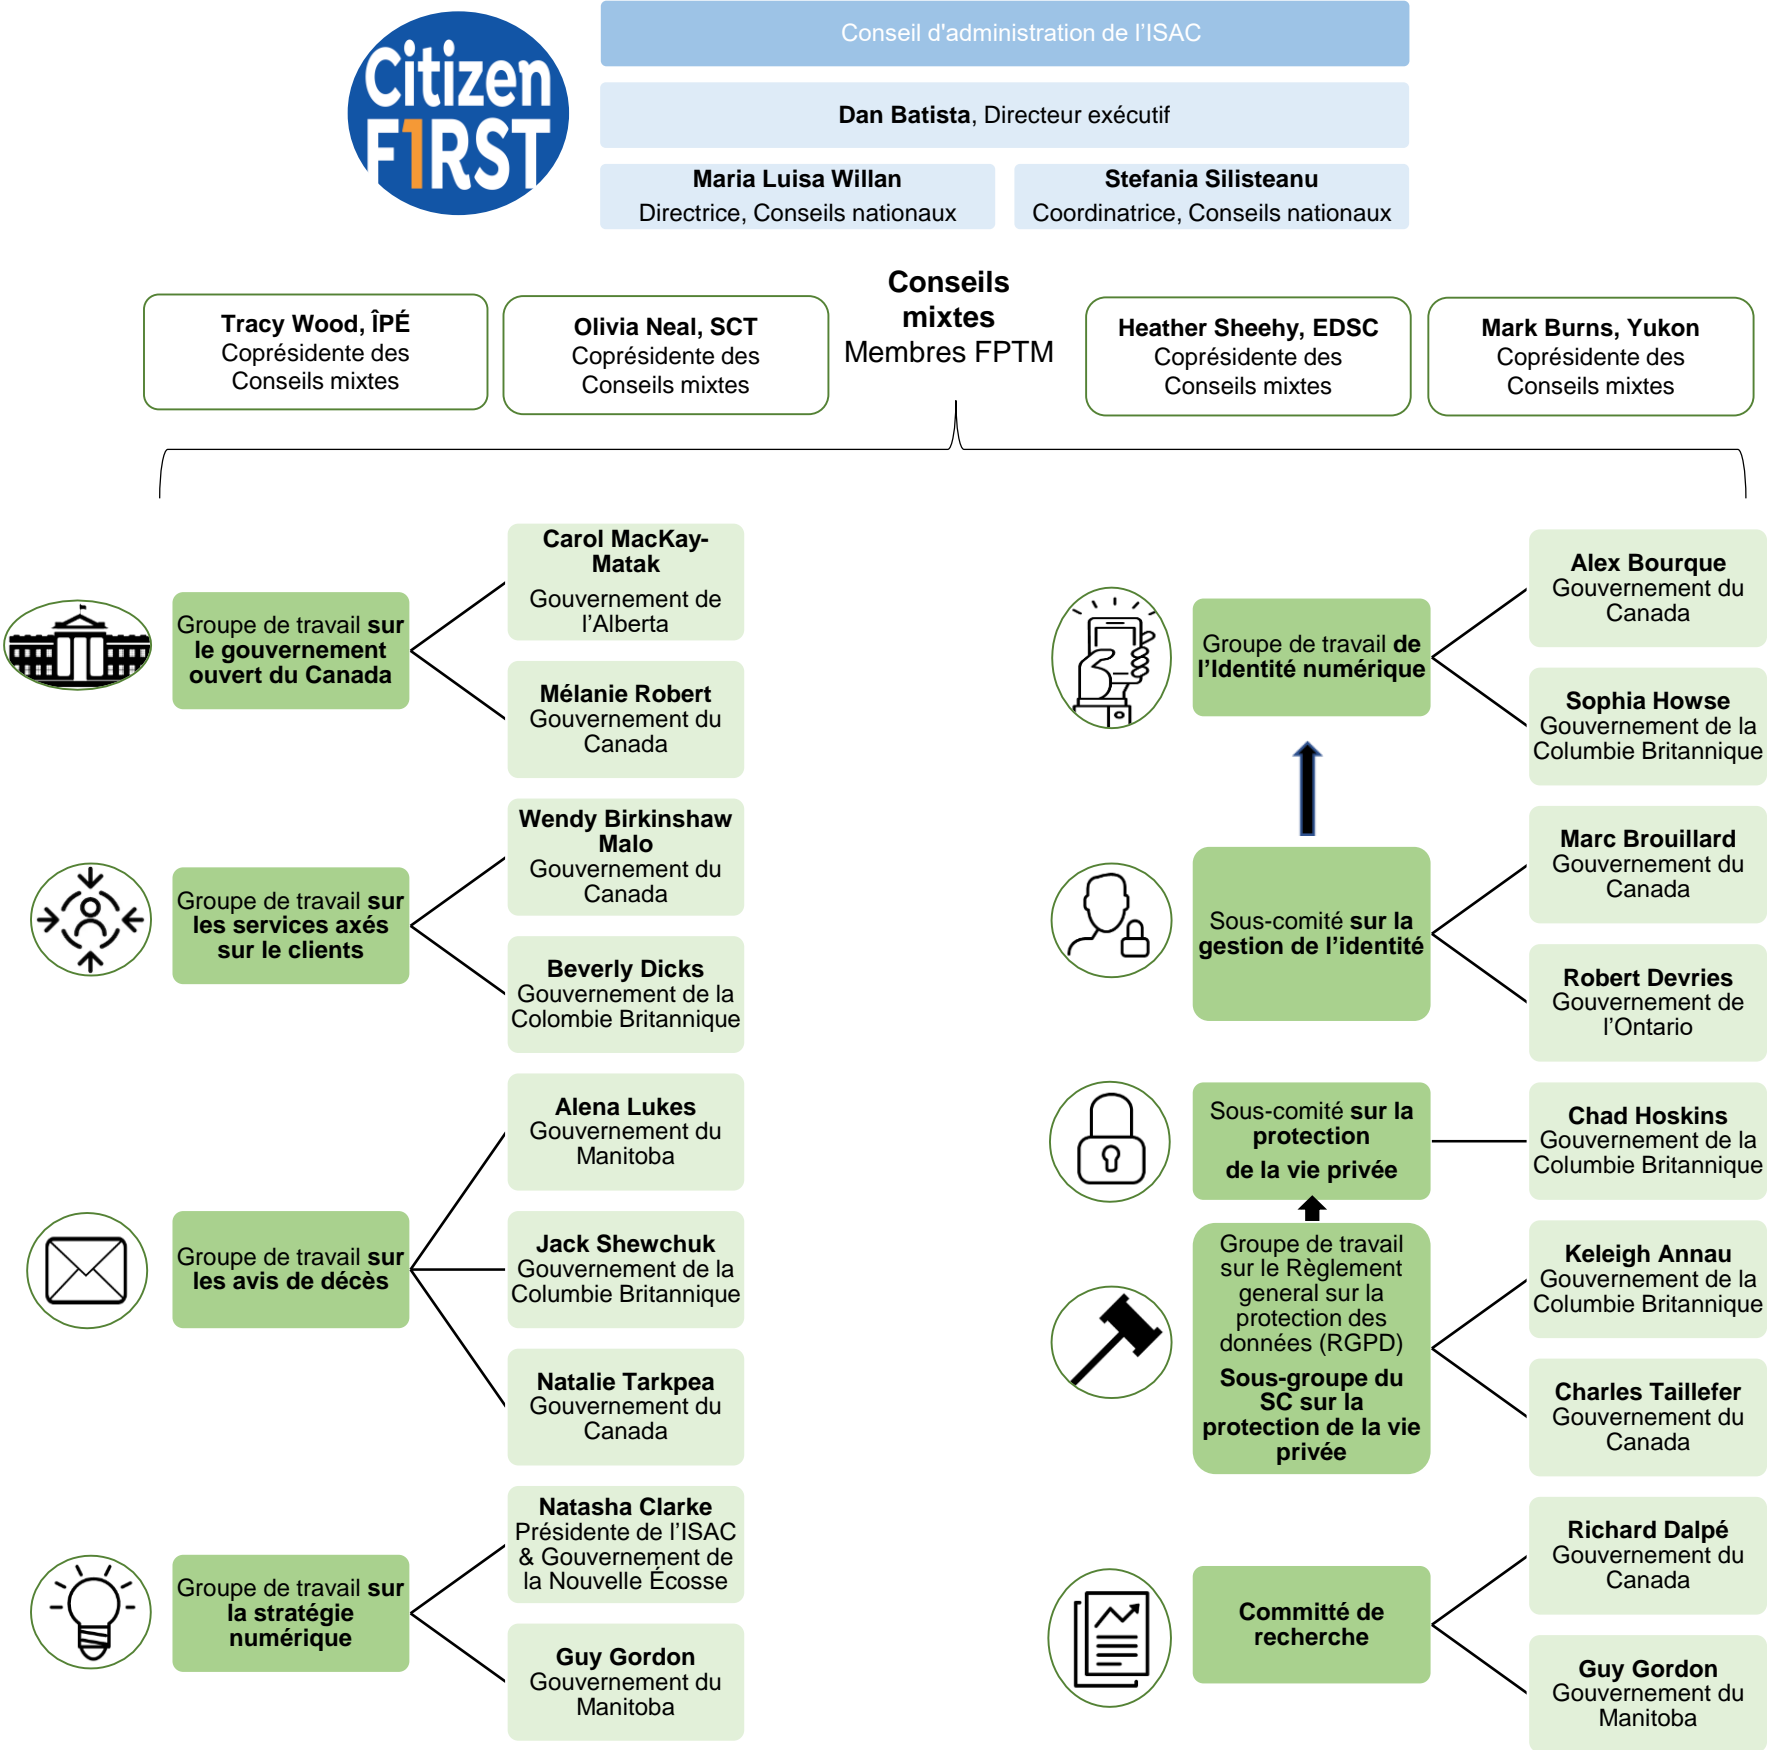 Citizen
F1RST
Conseil d'administration de l'ISAC
Dan Batista, Directeur exécutif
Maria Luisa Willan
Directrice, Conseils nationaux
Stefania Silisteanu
Coordinatrice, Conseils nationaux
Tracy Wood, ÎPÉ
Coprésidente des
Conseils mixtes
Olivia Neal, SCT
Coprésidente des
Conseils mixtes
Conseils
mixtes
Membres FPTM
Heather Sheehy, EDSC
Coprésidente des
Conseils mixtes
Mark Burns, Yukon
Coprésidente des
Conseils mixtes
Groupe de travail sur
le gouvernement
ouvert du Canada
Carol MacKay-
Matak
Gouvernement de
l'Alberta
Mélanie Robert
Gouvernement du
Canada
Groupe de travail sur
les services axés
sur le clients
Wendy Birkinshaw
Malo
Gouvernement du
Canada
Beverly Dicks
Gouvernement de la
Colombie Britannique
Groupe de travail sur
les avis de décès
Alena Lukes
Gouvernement du
Manitoba
Jack Shewchuk
Gouvernement de la
Columbie Britannique
Natalie Tarkpea
Gouvernement du
Canada
Groupe de travail sur
la stratégie
numérique
Natasha Clarke
Présidente de l'ISAC
& Gouvernement de
la Nouvelle Écosse
Guy Gordon
Gouvernement du
Manitoba
Groupe de travail de
l'Identité numérique
Alex Bourque
Gouvernement du
Canada
Sophia Howse
Gouvernement de la
Columbie Britannique
Sous-comité sur la
gestion de l'identité
Marc Brouillard
Gouvernement du
Canada
Robert Devries
Gouvernement de
l'Ontario
Sous-comité sur la
protection
de la vie privée
Chad Hoskins
Gouvernement de la
Columbie Britannique
Groupe de travail
sur le Règlement
general sur la
protection des
données (RGPD)
Sous-groupe du
SC sur la
protection de la vie
privée
Keleigh Annau
Gouvernement de la
Columbie Britannique
Charles Taillefer
Gouvernement du
Canada
Committé de
recherche
Richard Dalpé
Gouvernement du
Canada
Guy Gordon
Gouvernement du
Manitoba